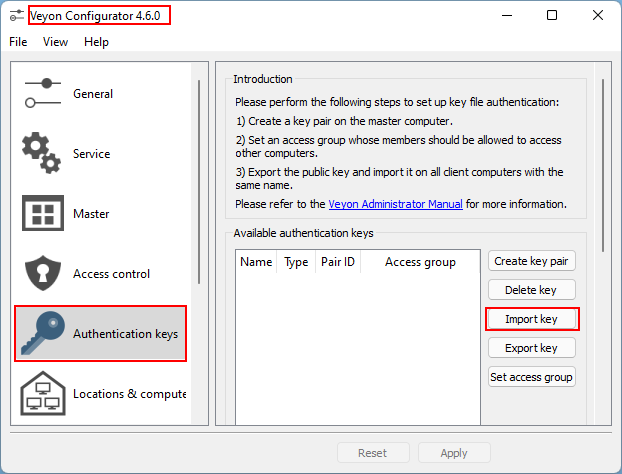 Veyon Configurator 4.6.0
File View Help
General
Service
Master
Access control
Authentication keys
Locations & compute
Introduction
Please perform the following steps to set up key file authentication:
1) Create a key pair on the master computer.
2) Set an access group whose members should be allowed to access
other computers.
3) Export the public key and import it on all client computers with the
same name.
Please refer to the Veyon Administrator Manual for more information.
Available authentication keys
Name Type Pair ID Access group
Create key pair
Delete key
Import key
Export key
Set access group
Reset Apply